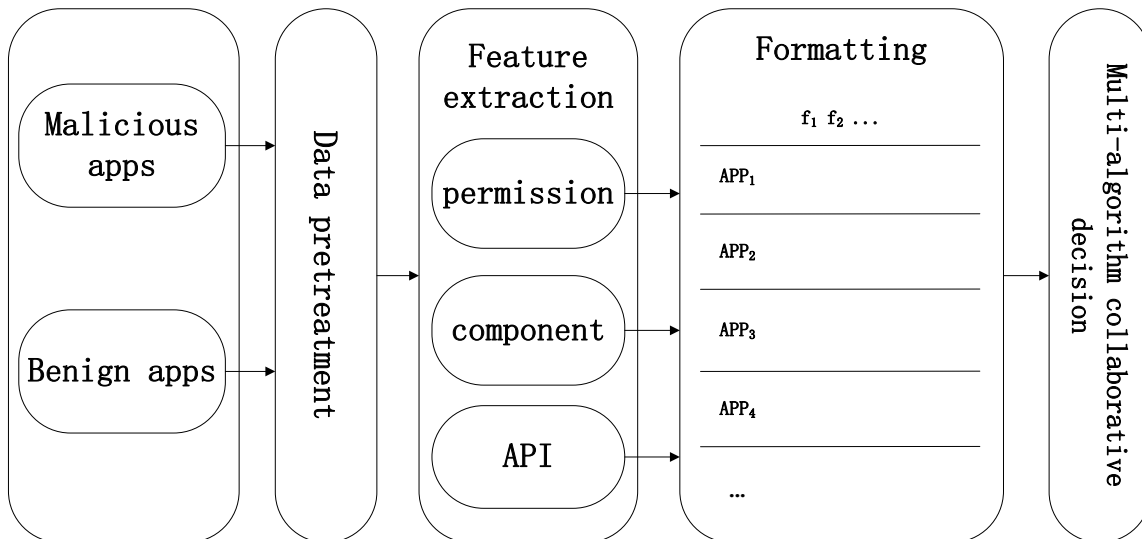 Malicious
apps
Benign apps
Data pretreatment
Feature
extraction
permission
component
API
Formatting
f₁ f₂ ...
APP₁
APP₂
APP₃
APP₄
...
Multi-algorithm collaborative
decision